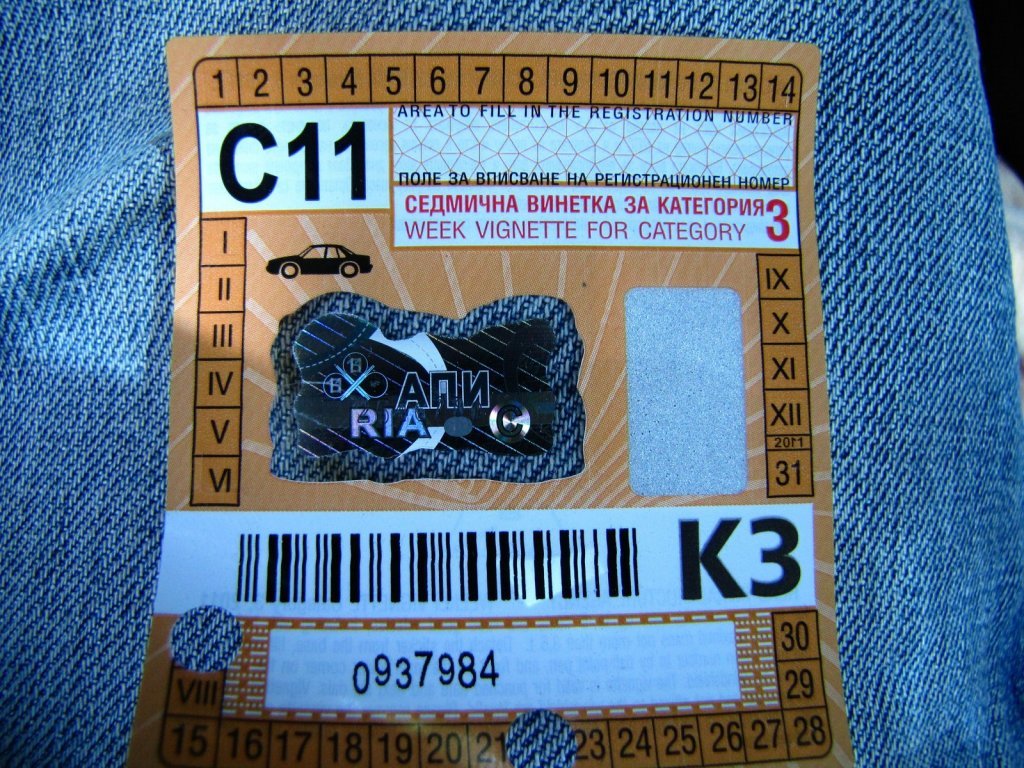 1 2 3 4 5 6 7 8 9 10 11 12 13 14
AREA TO FILL IN THE REGISTRATION NUMBER
C11
ПОЛЕ ЗА ВПИСВАНЕ НА РЕГИСТРАЦИОНЕН НОМЕР
СЕДМИЧНА ВИНЕТКА ЗА КАТЕГОРИЯ 3
WEEK VIGNETTE FOR CATEGORY
I
II
III
IV
V
VI
IX
X
XI
XII
2011
31
АПИ
RIA
C
K3
0937984
VIII
30
29
15 16 17 18 19 20 21 23 24 25 26 27 28